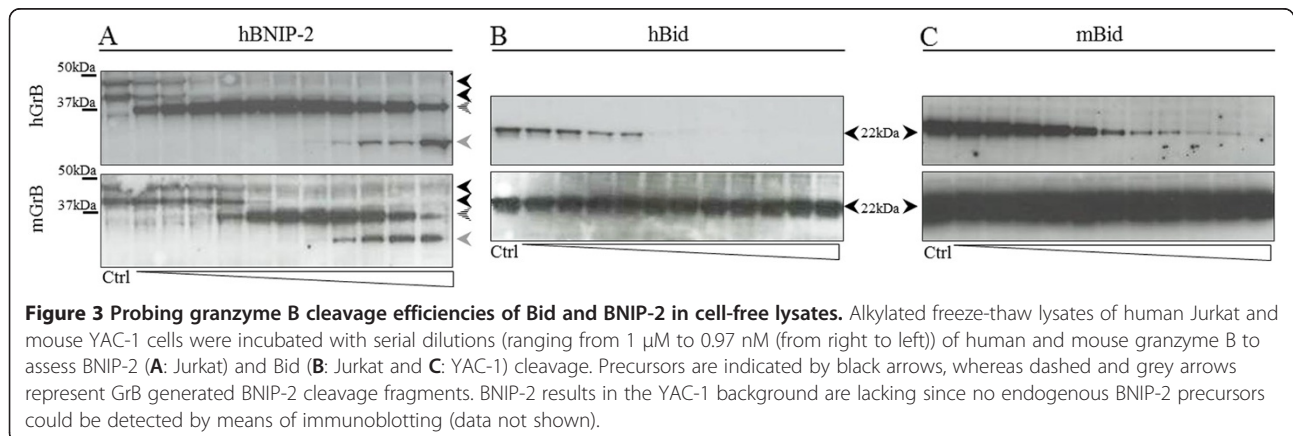 A hBNIP-2 B hBid C mBid
50kDa
37kDa
hGrB
22kDa
50kDa
37kDa
mGrB
22kDa
Ctrl Ctrl Ctrl
Figure 3 Probing granzyme B cleavage efficiencies of Bid and BNIP-2 in cell-free lysates. Alkylated freeze-thaw lysates of human Jurkat and
mouse YAC-1 cells were incubated with serial dilutions (ranging from 1 μM to 0.97 nM (from right to left)) of human and mouse granzyme B to
assess BNIP-2 (A: Jurkat) and Bid (B: Jurkat and C: YAC-1) cleavage. Precursors are indicated by black arrows, whereas dashed and grey arrows
represent GrB generated BNIP-2 cleavage fragments. BNIP-2 results in the YAC-1 background are lacking since no endogenous BNIP-2 precursors
could be detected by means of immunoblotting (data not shown).